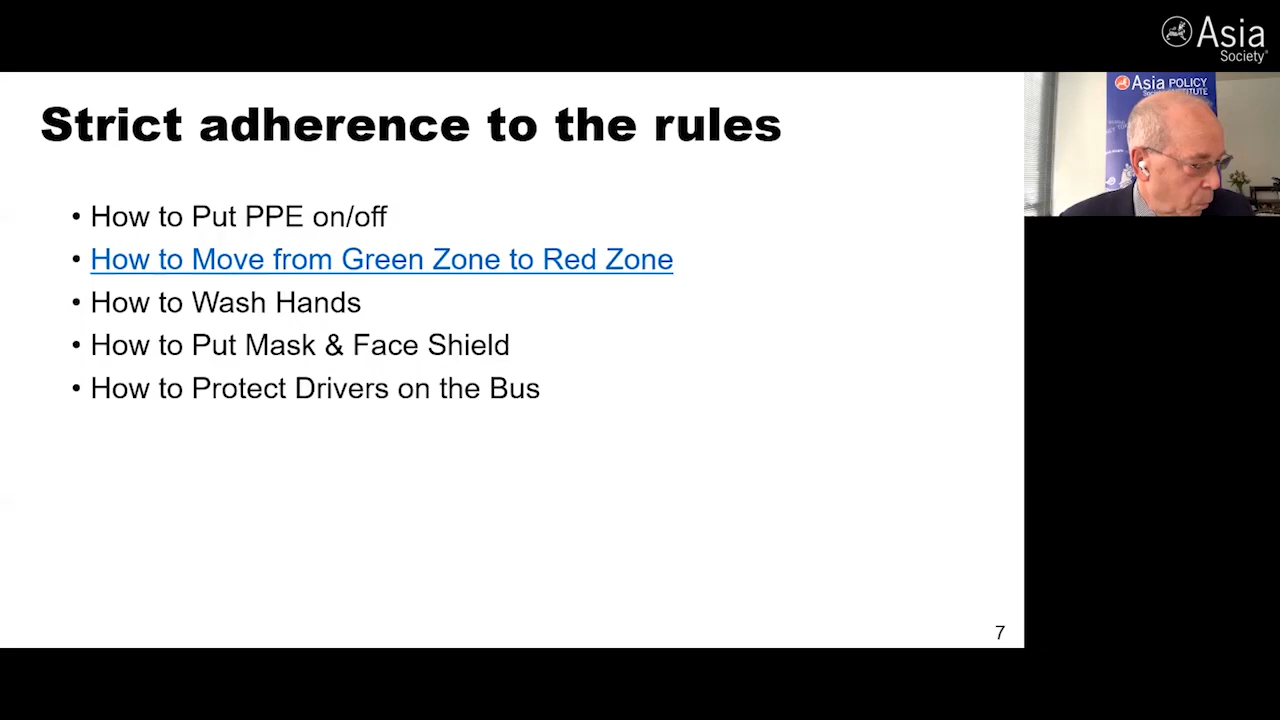 Asia
Society
Strict adherence to the rules
• How to Put PPE on/off
• How to Move from Green Zone to Red Zone
• How to Wash Hands
• How to Put Mask & Face Shield
• How to Protect Drivers on the Bus
7
Asia POLICY